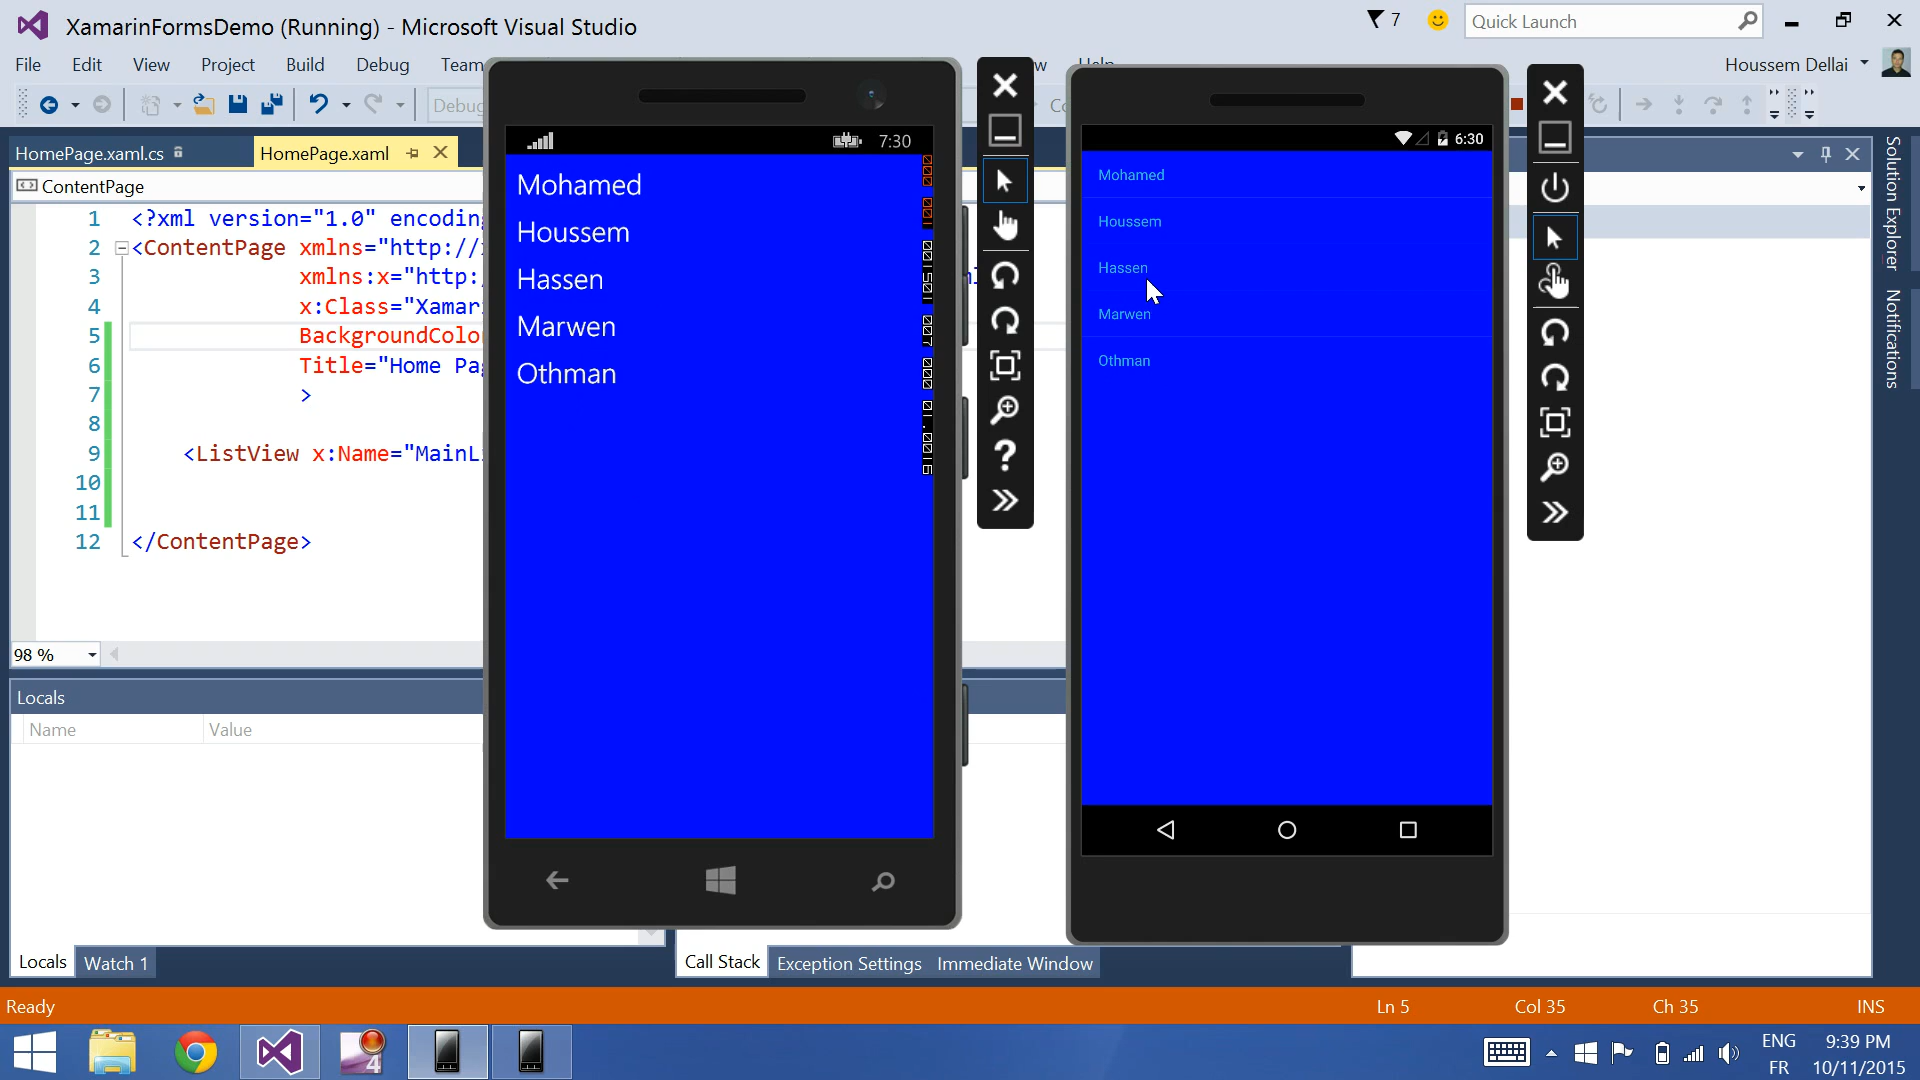 XamarinFormsDemo (Running) - Microsoft Visual Studio
7
Quick Launch
File Edit View Project Build Debug Team
Help
Houssem Dellai
Debug
HomePage.xaml.cs
HomePage.xaml
ContentPage
1 <?xml version="1.0" encoding
2 <ContentPage xmlns="http://
3 xmlns:x="http:
4 x:Class="Xamar
5 BackgroundColo
6 Title="Home Pa
7 >
8
9 <ListView x:Name="MainL
10
11
12 </ContentPage>
98 %
Locals
Name Value
Locals Watch 1
Call Stack Exception Settings Immediate Window
7:30
Mohamed
Houssem
Hassen
Marwen
Othman
6:30
Mohamed
Houssem
Hassen
Marwen
Othman
Solution Explorer
Notifications
Ready
Ln 5 Col 35 Ch 35 INS
4
ENG
FR
9:39 PM
10/11/2015